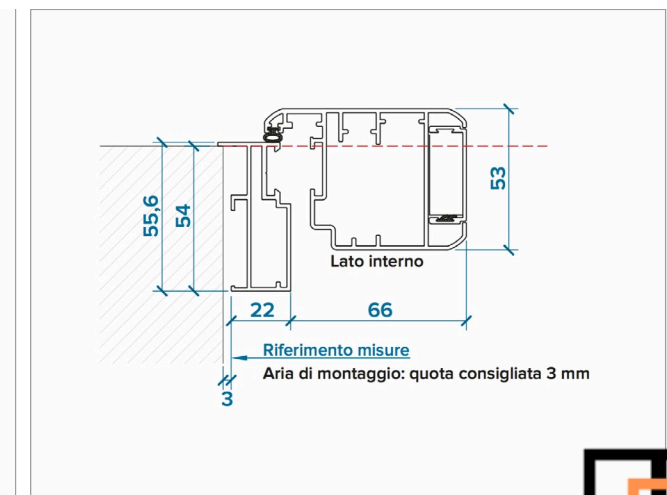 53
55,6
54
Lato interno
22
66
Riferimento misure
Aria di montaggio: quota consigliata 3 mm
3